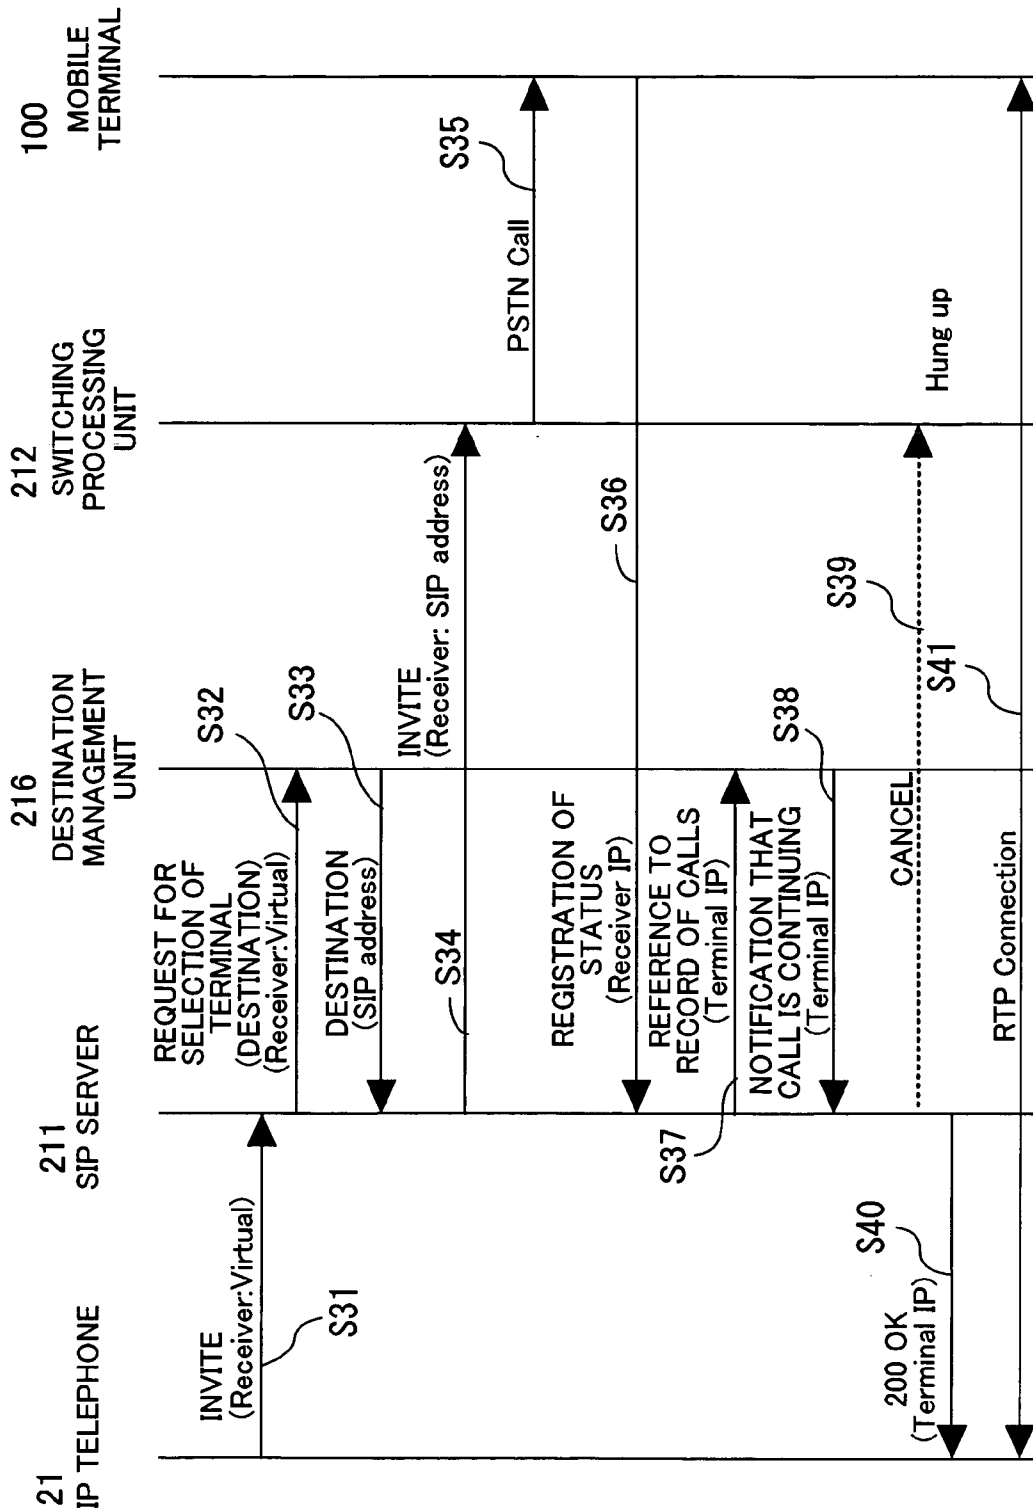 21
IP TELEPHONE
211
SIP SERVER
216
DESTINATION
MANAGEMENT
UNIT
212
SWITCHING
PROCESSING
UNIT
100
MOBILE
TERMINAL
INVITE
(Receiver:Virtual)
S31
REQUEST FOR
SELECTION OF
TERMINAL
(DESTINATION)
(Receiver:Virtual)
S32
DESTINATION
(SIP address)
S33
S34
INVITE
(Receiver: SIP address)
PSTN Call
S35
REGISTRATION OF
STATUS
(Receiver IP)
S36
S37
REFERENCE TO
RECORD OF CALLS
(Terminal IP)
NOTIFICATION THAT
CALL IS CONTINUING
(Terminal IP)
S38
CANCEL
S39
Hung up
200 OK
(Terminal IP)
S40
RTP Connection
S41